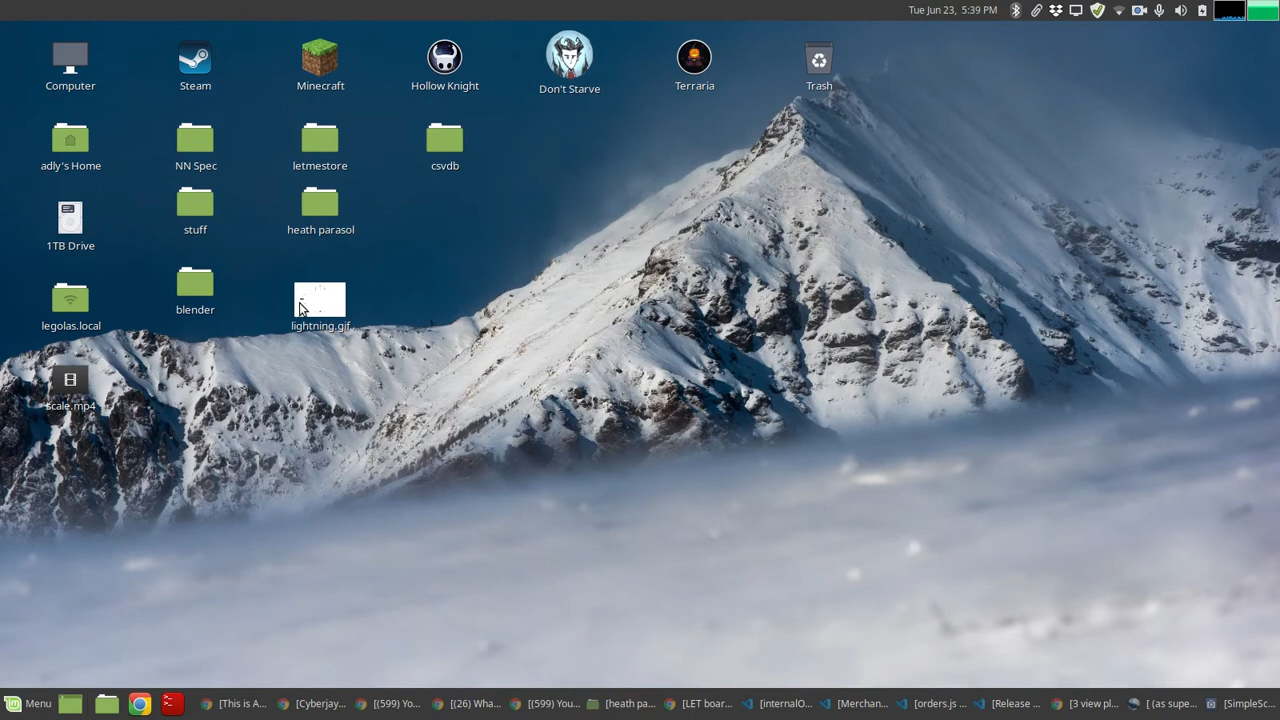 Tue Jun 23, 5:39 PM
Computer
Steam
Minecraft
Hollow Knight
Don't Starve
Terraria
Trash
adly's Home
NN Spec
letmestore
csvdb
1TB Drive
stuff
heath parasol
legolas.local
blender
lightning.gif
scale.mp4
Menu
[This is A...
[Cyberjay...
[(599) Yo...
[(26) Wha...
[(599) You...
[heath pa...
[LET boar...
[internalO...
[Merchan...
[orders.js ...
[Release ...
[3 view pl...
[ (as supe...
[SimpleSc...